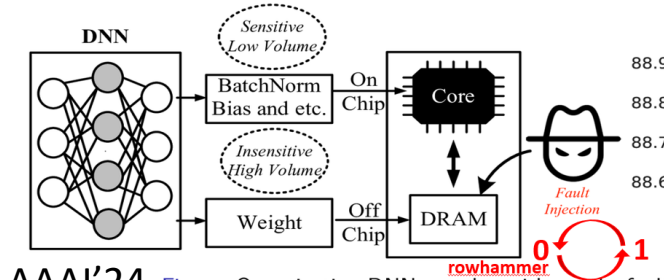 DNN
Sensitive
Low Volume
BatchNorm
Bias and etc.
On
Chip
Core
Insensitive
High Volume
Weight
Off
Chip
DRAM
Fault
Injection
88.9
88.8
88.7
88.6
0
1
rowhammer
AAAI'24